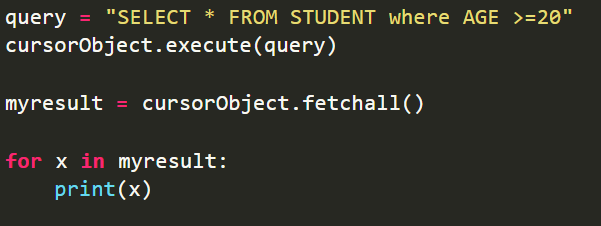 query = "SELECT * FROM STUDENT where AGE >=20"
cursorObject.execute(query)
myresult = cursorObject.fetchall()
for x in myresult:
    print(x)